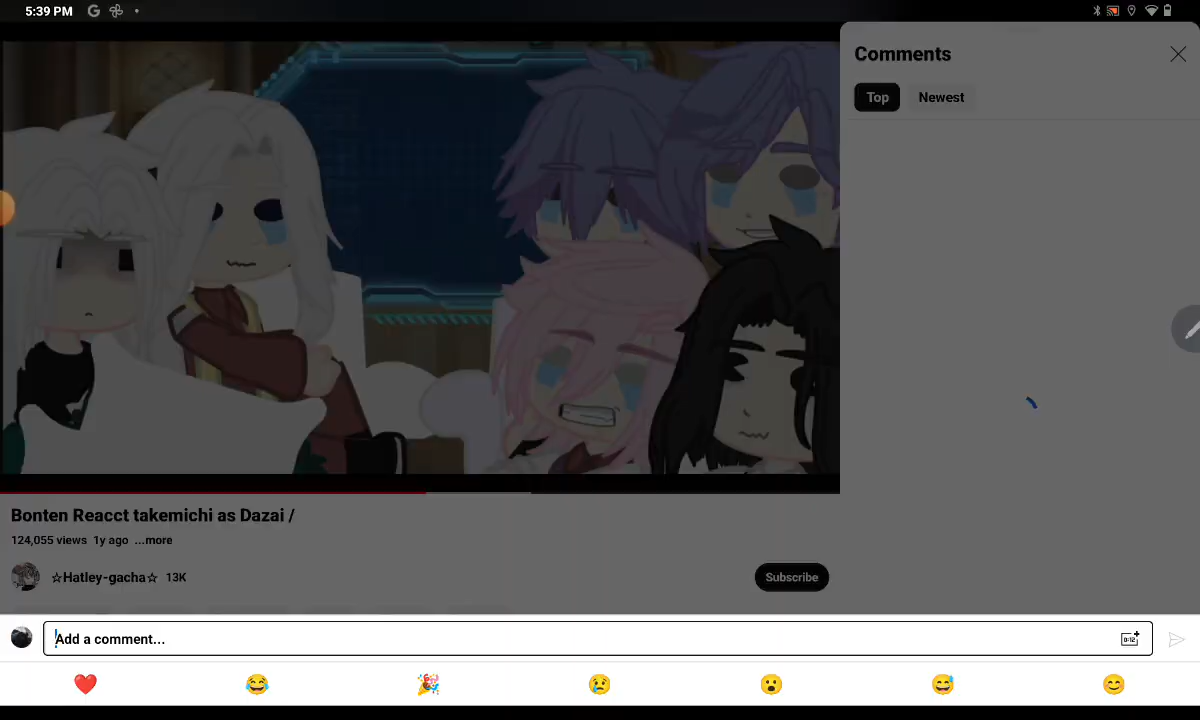 5:39 PM
Comments
Top Newest
Bonten Reacct takemichi as Dazai /
124,055 views 1y ago ...more
☆Hatley-gacha☆ 13K
Subscribe
Add a comment...